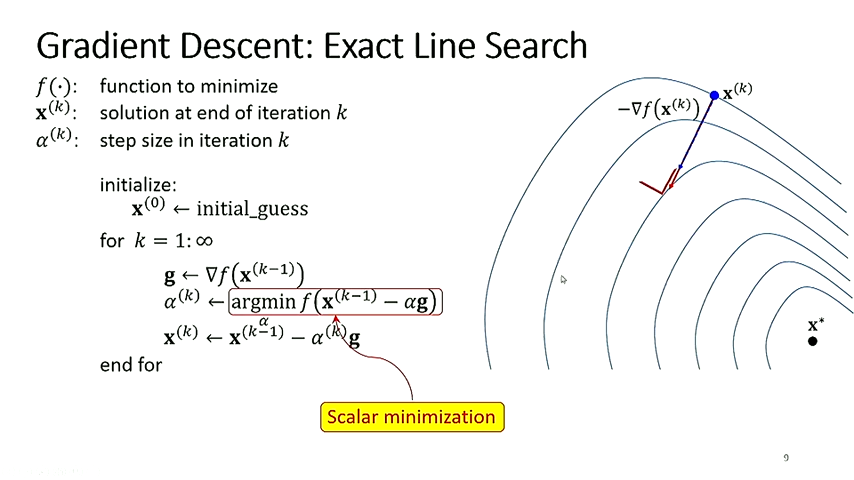 Gradient Descent: Exact Line Search
f(·): function to minimize
x^(k): solution at end of iteration k
α^(k): step size in iteration k
initialize:
x^(0) ← initial_guess
for k = 1: ∞
g ← ∇f(x^(k−1))
α^(k) ← argmin f(x^(k−1) − αg)
α
x^(k) ← x^(k−1) − α^(k)g
end for
Scalar minimization
x^(k)
−∇f(x^(k))
x*
9